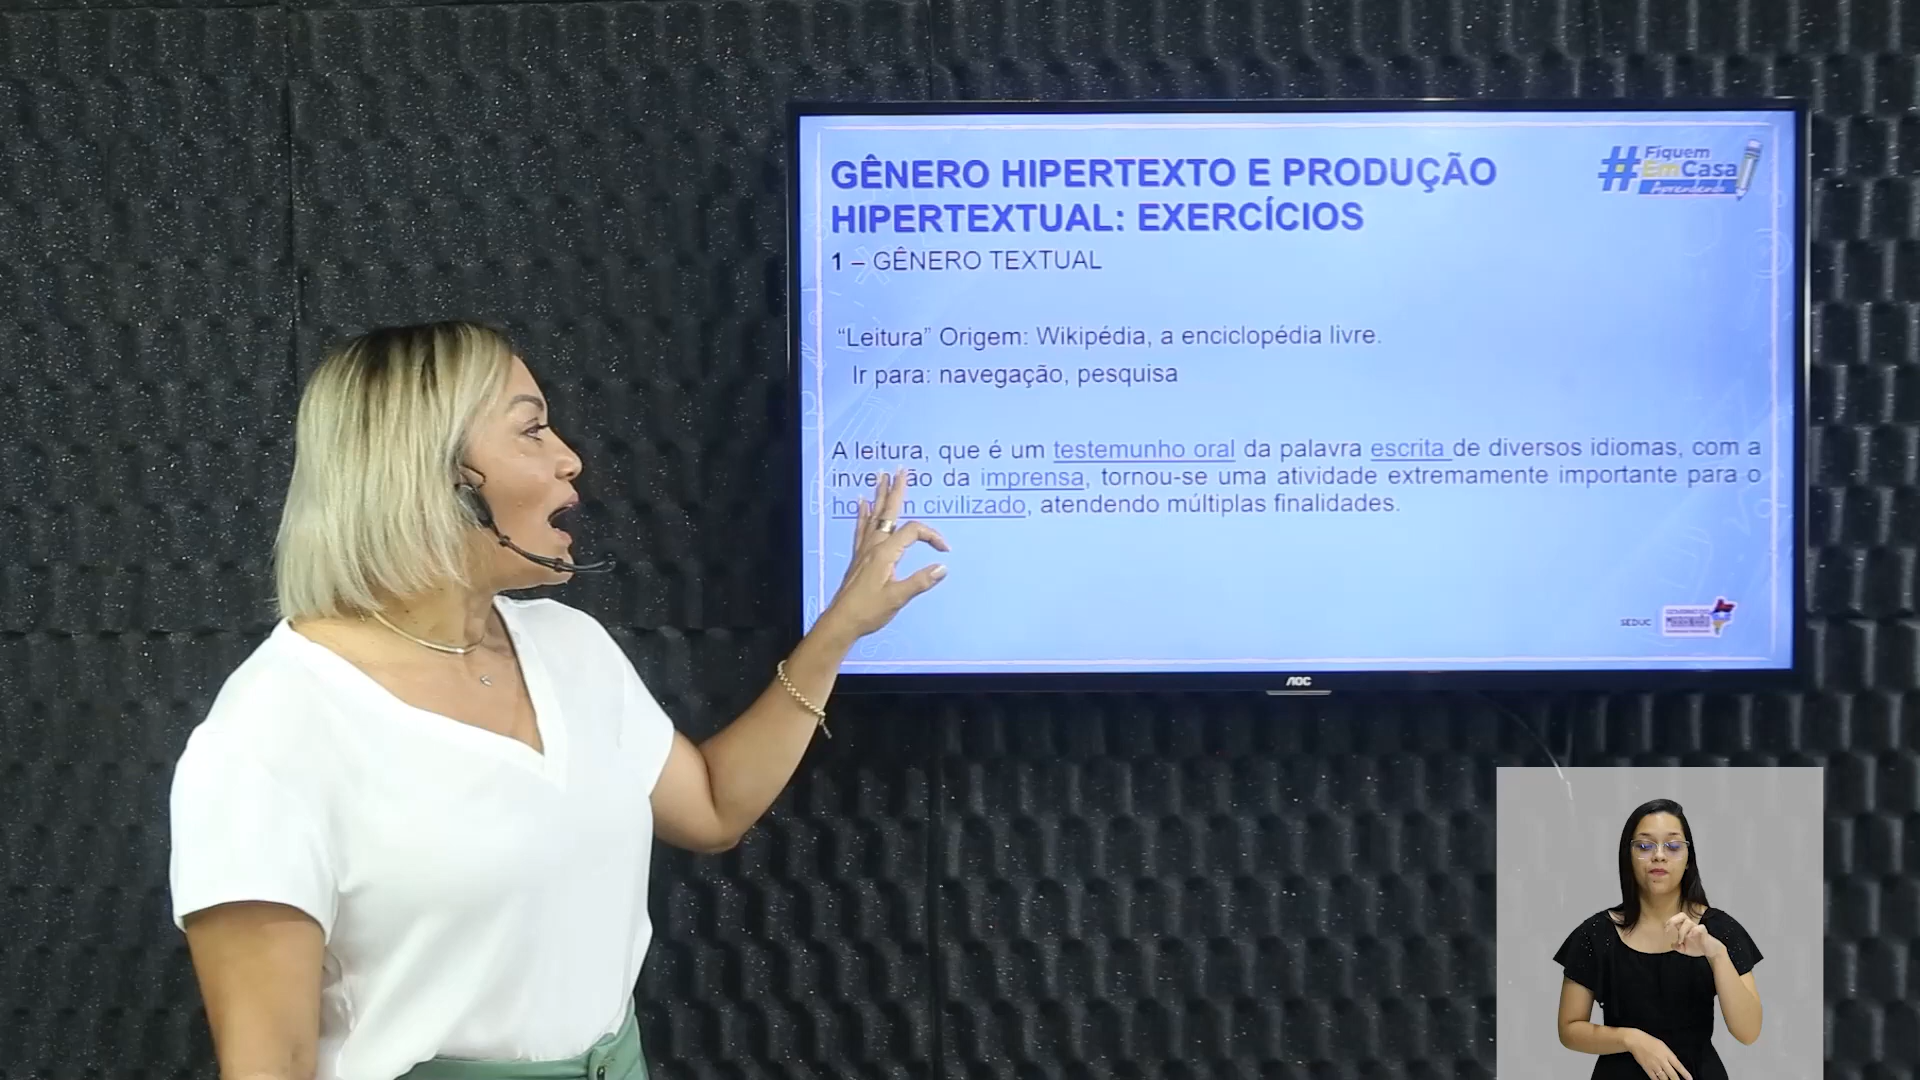 GÊNERO HIPERTEXTO E PRODUÇÃO
HIPERTEXTUAL: EXERCÍCIOS
#Fiquem
EmCasa
Aprendendo
1 – GÊNERO TEXTUAL
“Leitura” Origem: Wikipédia, a enciclopédia livre.
Ir para: navegação, pesquisa
A leitura, que é um testemunho oral da palavra escrita de diversos idiomas, com a
invenção da imprensa, tornou-se uma atividade extremamente importante para o
homem civilizado, atendendo múltiplas finalidades.
SEDUC
AOC